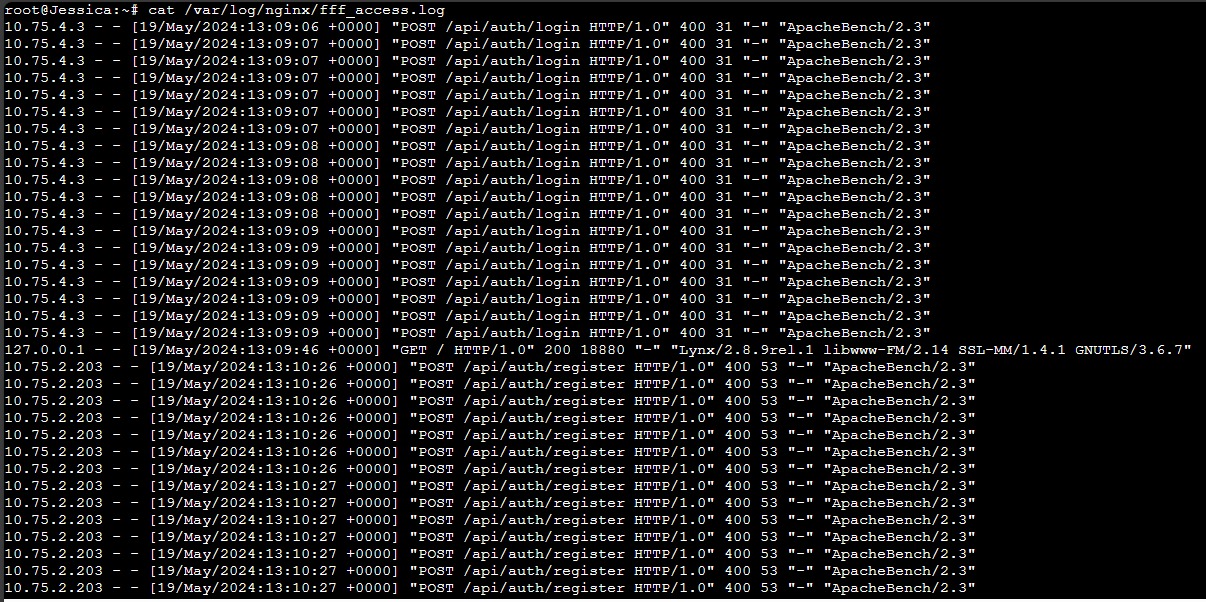 root@Jessica:~# cat /var/log/nginx/fff_access.log
10.75.4.3 - - [19/May/2024:13:09:06 +0000] "POST /api/auth/login HTTP/1.0" 400 31 "-" "ApacheBench/2.3"
10.75.4.3 - - [19/May/2024:13:09:07 +0000] "POST /api/auth/login HTTP/1.0" 400 31 "-" "ApacheBench/2.3"
10.75.4.3 - - [19/May/2024:13:09:07 +0000] "POST /api/auth/login HTTP/1.0" 400 31 "-" "ApacheBench/2.3"
10.75.4.3 - - [19/May/2024:13:09:07 +0000] "POST /api/auth/login HTTP/1.0" 400 31 "-" "ApacheBench/2.3"
10.75.4.3 - - [19/May/2024:13:09:07 +0000] "POST /api/auth/login HTTP/1.0" 400 31 "-" "ApacheBench/2.3"
10.75.4.3 - - [19/May/2024:13:09:07 +0000] "POST /api/auth/login HTTP/1.0" 400 31 "-" "ApacheBench/2.3"
10.75.4.3 - - [19/May/2024:13:09:07 +0000] "POST /api/auth/login HTTP/1.0" 400 31 "-" "ApacheBench/2.3"
10.75.4.3 - - [19/May/2024:13:09:08 +0000] "POST /api/auth/login HTTP/1.0" 400 31 "-" "ApacheBench/2.3"
10.75.4.3 - - [19/May/2024:13:09:08 +0000] "POST /api/auth/login HTTP/1.0" 400 31 "-" "ApacheBench/2.3"
10.75.4.3 - - [19/May/2024:13:09:08 +0000] "POST /api/auth/login HTTP/1.0" 400 31 "-" "ApacheBench/2.3"
10.75.4.3 - - [19/May/2024:13:09:08 +0000] "POST /api/auth/login HTTP/1.0" 400 31 "-" "ApacheBench/2.3"
10.75.4.3 - - [19/May/2024:13:09:08 +0000] "POST /api/auth/login HTTP/1.0" 400 31 "-" "ApacheBench/2.3"
10.75.4.3 - - [19/May/2024:13:09:09 +0000] "POST /api/auth/login HTTP/1.0" 400 31 "-" "ApacheBench/2.3"
10.75.4.3 - - [19/May/2024:13:09:09 +0000] "POST /api/auth/login HTTP/1.0" 400 31 "-" "ApacheBench/2.3"
10.75.4.3 - - [19/May/2024:13:09:09 +0000] "POST /api/auth/login HTTP/1.0" 400 31 "-" "ApacheBench/2.3"
10.75.4.3 - - [19/May/2024:13:09:09 +0000] "POST /api/auth/login HTTP/1.0" 400 31 "-" "ApacheBench/2.3"
10.75.4.3 - - [19/May/2024:13:09:09 +0000] "POST /api/auth/login HTTP/1.0" 400 31 "-" "ApacheBench/2.3"
10.75.4.3 - - [19/May/2024:13:09:09 +0000] "POST /api/auth/login HTTP/1.0" 400 31 "-" "ApacheBench/2.3"
10.75.4.3 - - [19/May/2024:13:09:09 +0000] "POST /api/auth/login HTTP/1.0" 400 31 "-" "ApacheBench/2.3"
127.0.0.1 - - [19/May/2024:13:09:46 +0000] "GET / HTTP/1.0" 200 18880 "-" "Lynx/2.8.9rel.1 libwww-FM/2.14 SSL-MM/1.4.1 GNUTLS/3.6.7"
10.75.2.203 - - [19/May/2024:13:10:26 +0000] "POST /api/auth/register HTTP/1.0" 400 53 "-" "ApacheBench/2.3"
10.75.2.203 - - [19/May/2024:13:10:26 +0000] "POST /api/auth/register HTTP/1.0" 400 53 "-" "ApacheBench/2.3"
10.75.2.203 - - [19/May/2024:13:10:26 +0000] "POST /api/auth/register HTTP/1.0" 400 53 "-" "ApacheBench/2.3"
10.75.2.203 - - [19/May/2024:13:10:26 +0000] "POST /api/auth/register HTTP/1.0" 400 53 "-" "ApacheBench/2.3"
10.75.2.203 - - [19/May/2024:13:10:26 +0000] "POST /api/auth/register HTTP/1.0" 400 53 "-" "ApacheBench/2.3"
10.75.2.203 - - [19/May/2024:13:10:26 +0000] "POST /api/auth/register HTTP/1.0" 400 53 "-" "ApacheBench/2.3"
10.75.2.203 - - [19/May/2024:13:10:26 +0000] "POST /api/auth/register HTTP/1.0" 400 53 "-" "ApacheBench/2.3"
10.75.2.203 - - [19/May/2024:13:10:27 +0000] "POST /api/auth/register HTTP/1.0" 400 53 "-" "ApacheBench/2.3"
10.75.2.203 - - [19/May/2024:13:10:27 +0000] "POST /api/auth/register HTTP/1.0" 400 53 "-" "ApacheBench/2.3"
10.75.2.203 - - [19/May/2024:13:10:27 +0000] "POST /api/auth/register HTTP/1.0" 400 53 "-" "ApacheBench/2.3"
10.75.2.203 - - [19/May/2024:13:10:27 +0000] "POST /api/auth/register HTTP/1.0" 400 53 "-" "ApacheBench/2.3"
10.75.2.203 - - [19/May/2024:13:10:27 +0000] "POST /api/auth/register HTTP/1.0" 400 53 "-" "ApacheBench/2.3"
10.75.2.203 - - [19/May/2024:13:10:27 +0000] "POST /api/auth/register HTTP/1.0" 400 53 "-" "ApacheBench/2.3"
10.75.2.203 - - [19/May/2024:13:10:27 +0000] "POST /api/auth/register HTTP/1.0" 400 53 "-" "ApacheBench/2.3"